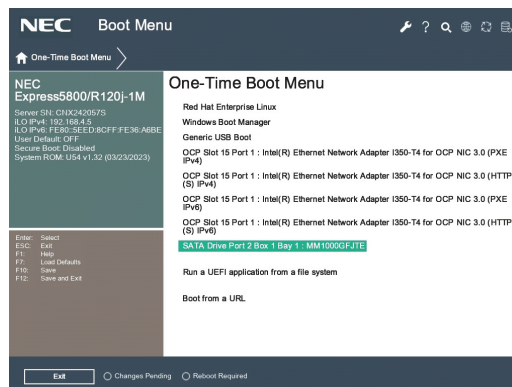 NEC Boot Menu
One-Time Boot Menu
NEC
Express5800/R120j-1M
Server SN: CNX242057S
iLO IPv4: 192.168.4.5
iLO IPv6: FE80::5EED:8CFF:FE36:A6BE
User Default: OFF
Secure Boot: Disabled
System ROM: U54 v1.32 (03/23/2023)
Enter: Select
ESC: Exit
F1: Help
F7: Load Defaults
F10: Save
F12: Save and Exit
One-Time Boot Menu
Red Hat Enterprise Linux
Windows Boot Manager
Generic USB Boot
OCP Slot 15 Port 1 : Intel(R) Ethernet Network Adapter I350-T4 for OCP NIC 3.0 (PXE
IPv4)
OCP Slot 15 Port 1 : Intel(R) Ethernet Network Adapter I350-T4 for OCP NIC 3.0 (HTTP
(S) IPv4)
OCP Slot 15 Port 1 : Intel(R) Ethernet Network Adapter I350-T4 for OCP NIC 3.0 (PXE
IPv6)
OCP Slot 15 Port 1 : Intel(R) Ethernet Network Adapter I350-T4 for OCP NIC 3.0 (HTTP
(S) IPv6)
SATA Drive Port 2 Box 1 Bay 1 : MM1000GFJTE
Run a UEFI application from a file system
Boot from a URL
Exit
Changes Pending
Reboot Required